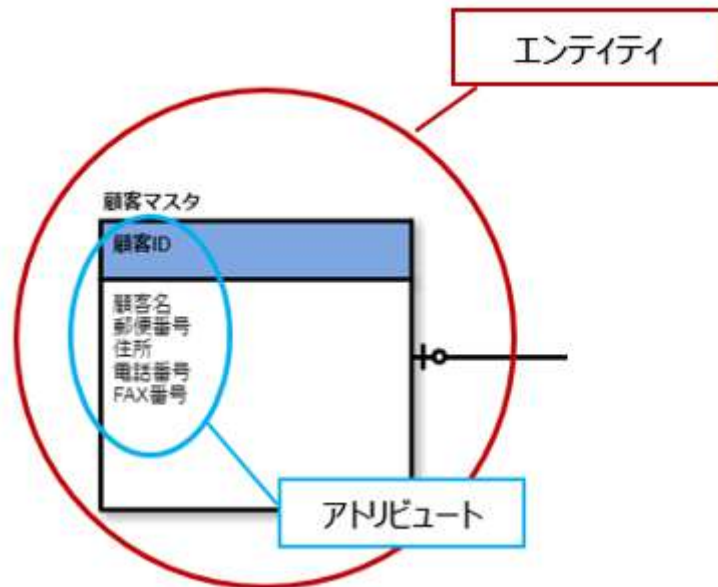 エンティティ
顧客マスタ
顧客ID
顧客名
郵便番号
住所
電話番号
FAX番号
アトリビュート